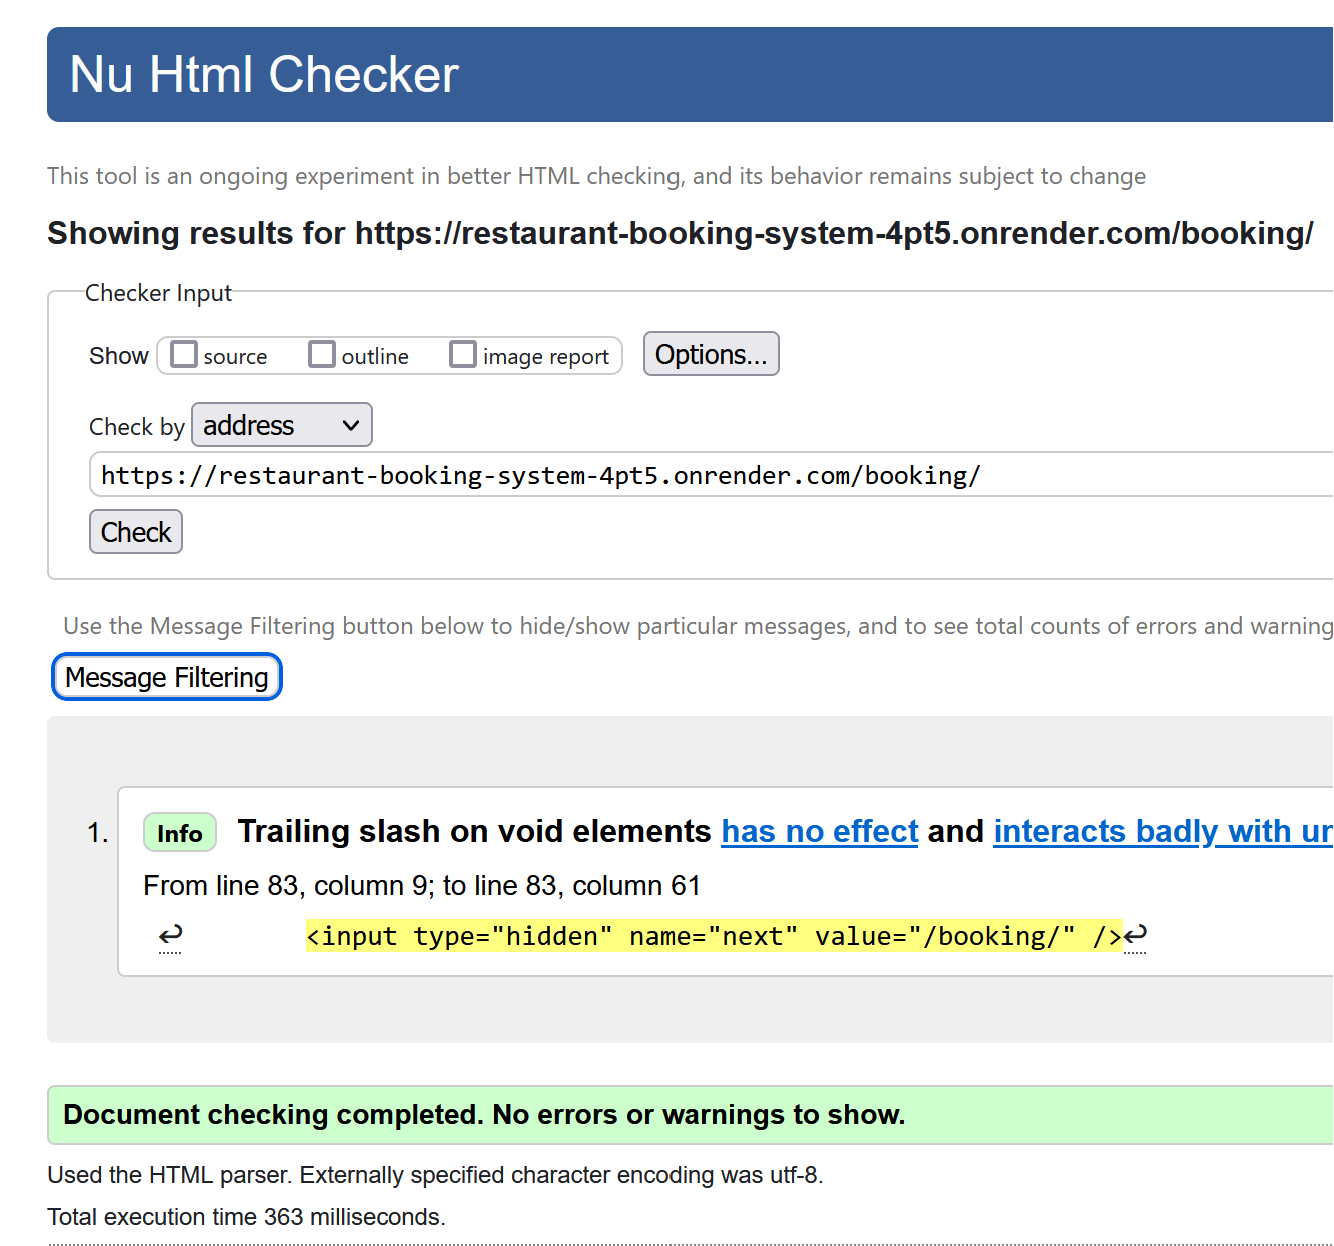 Nu Html Checker
This tool is an ongoing experiment in better HTML checking, and its behavior remains subject to change
Showing results for https://restaurant-booking-system-4pt5.onrender.com/booking/
Checker Input
Show source outline image report Options...
Check by address
https://restaurant-booking-system-4pt5.onrender.com/booking/
Check
Use the Message Filtering button below to hide/show particular messages, and to see total counts of errors and warning
Message Filtering
1. Info Trailing slash on void elements has no effect and interacts badly with un
From line 83, column 9; to line 83, column 61
↩ <input type="hidden" name="next" value="/booking/" />↩
Document checking completed. No errors or warnings to show.
Used the HTML parser. Externally specified character encoding was utf-8.
Total execution time 363 milliseconds.